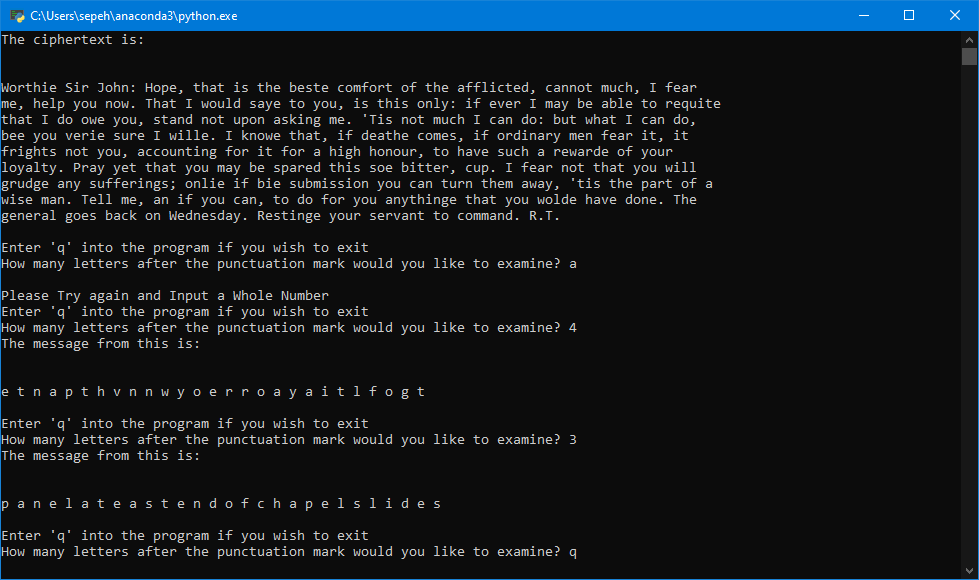 C:\Users\sepeh\anaconda3\python.exe
The ciphertext is:
Worthie Sir John: Hope, that is the beste comfort of the afflicted, cannot much, I fear
me, help you now. That I would saye to you, is this only: if ever I may be able to requite
that I do owe you, stand not upon asking me. 'Tis not much I can do: but what I can do,
bee you verie sure I wille. I knowe that, if deathe comes, if ordinary men fear it, it
frights not you, accounting for it for a high honour, to have such a rewarde of your
loyalty. Pray yet that you may be spared this soe bitter, cup. I fear not that you will
grudge any sufferings; onlie if bie submission you can turn them away, 'tis the part of a
wise man. Tell me, an if you can, to do for you anythinge that you wolde have done. The
general goes back on Wednesday. Restinge your servant to command. R.T.
Enter 'q' into the program if you wish to exit
How many letters after the punctuation mark would you like to examine? a
Please Try again and Input a Whole Number
Enter 'q' into the program if you wish to exit
How many letters after the punctuation mark would you like to examine? 4
The message from this is:
e t n a p t h v n n w y o e r r o a y a i t l f o g t
Enter 'q' into the program if you wish to exit
How many letters after the punctuation mark would you like to examine? 3
The message from this is:
p a n e l a t e a s t e n d o f c h a p e l s l i d e s
Enter 'q' into the program if you wish to exit
How many letters after the punctuation mark would you like to examine? q